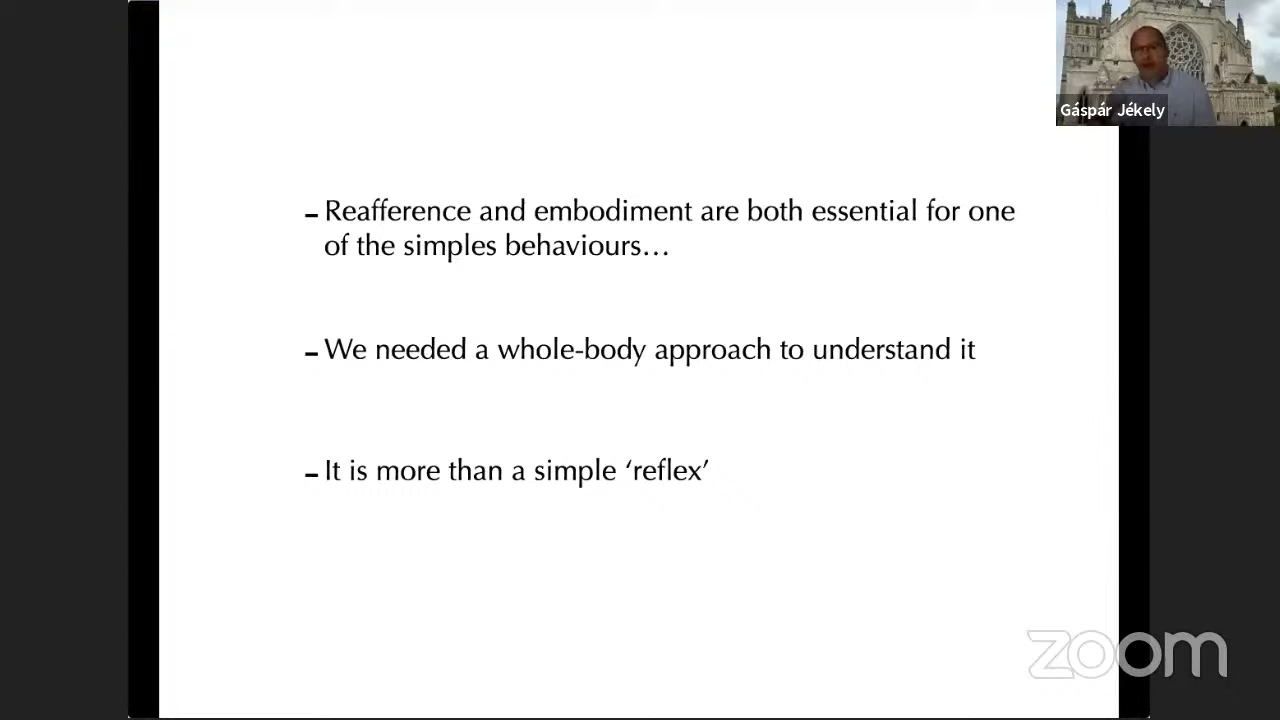 Gáspár Jékely
– Reafference and embodiment are both essential for one
of the simples behaviours…
– We needed a whole-body approach to understand it
– It is more than a simple ‘reflex’
zoom